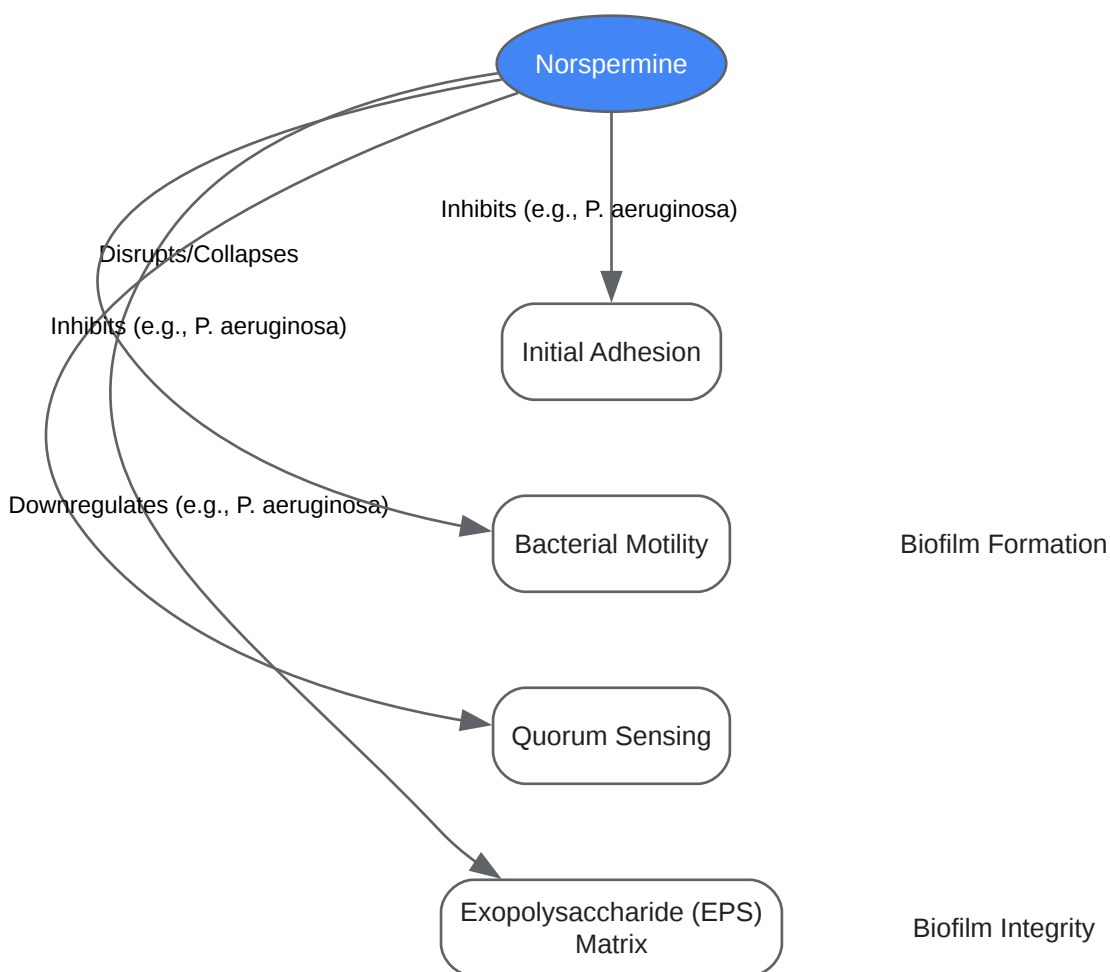 Norspermine
Inhibits (e.g., P. aeruginosa)
Disrupts/Collapses
Inhibits (e.g., P. aeruginosa)
Initial Adhesion
Downregulates (e.g., P. aeruginosa)
Bacterial Motility
Biofilm Formation
Quorum Sensing
Exopolysaccharide (EPS)
Matrix
Biofilm Integrity